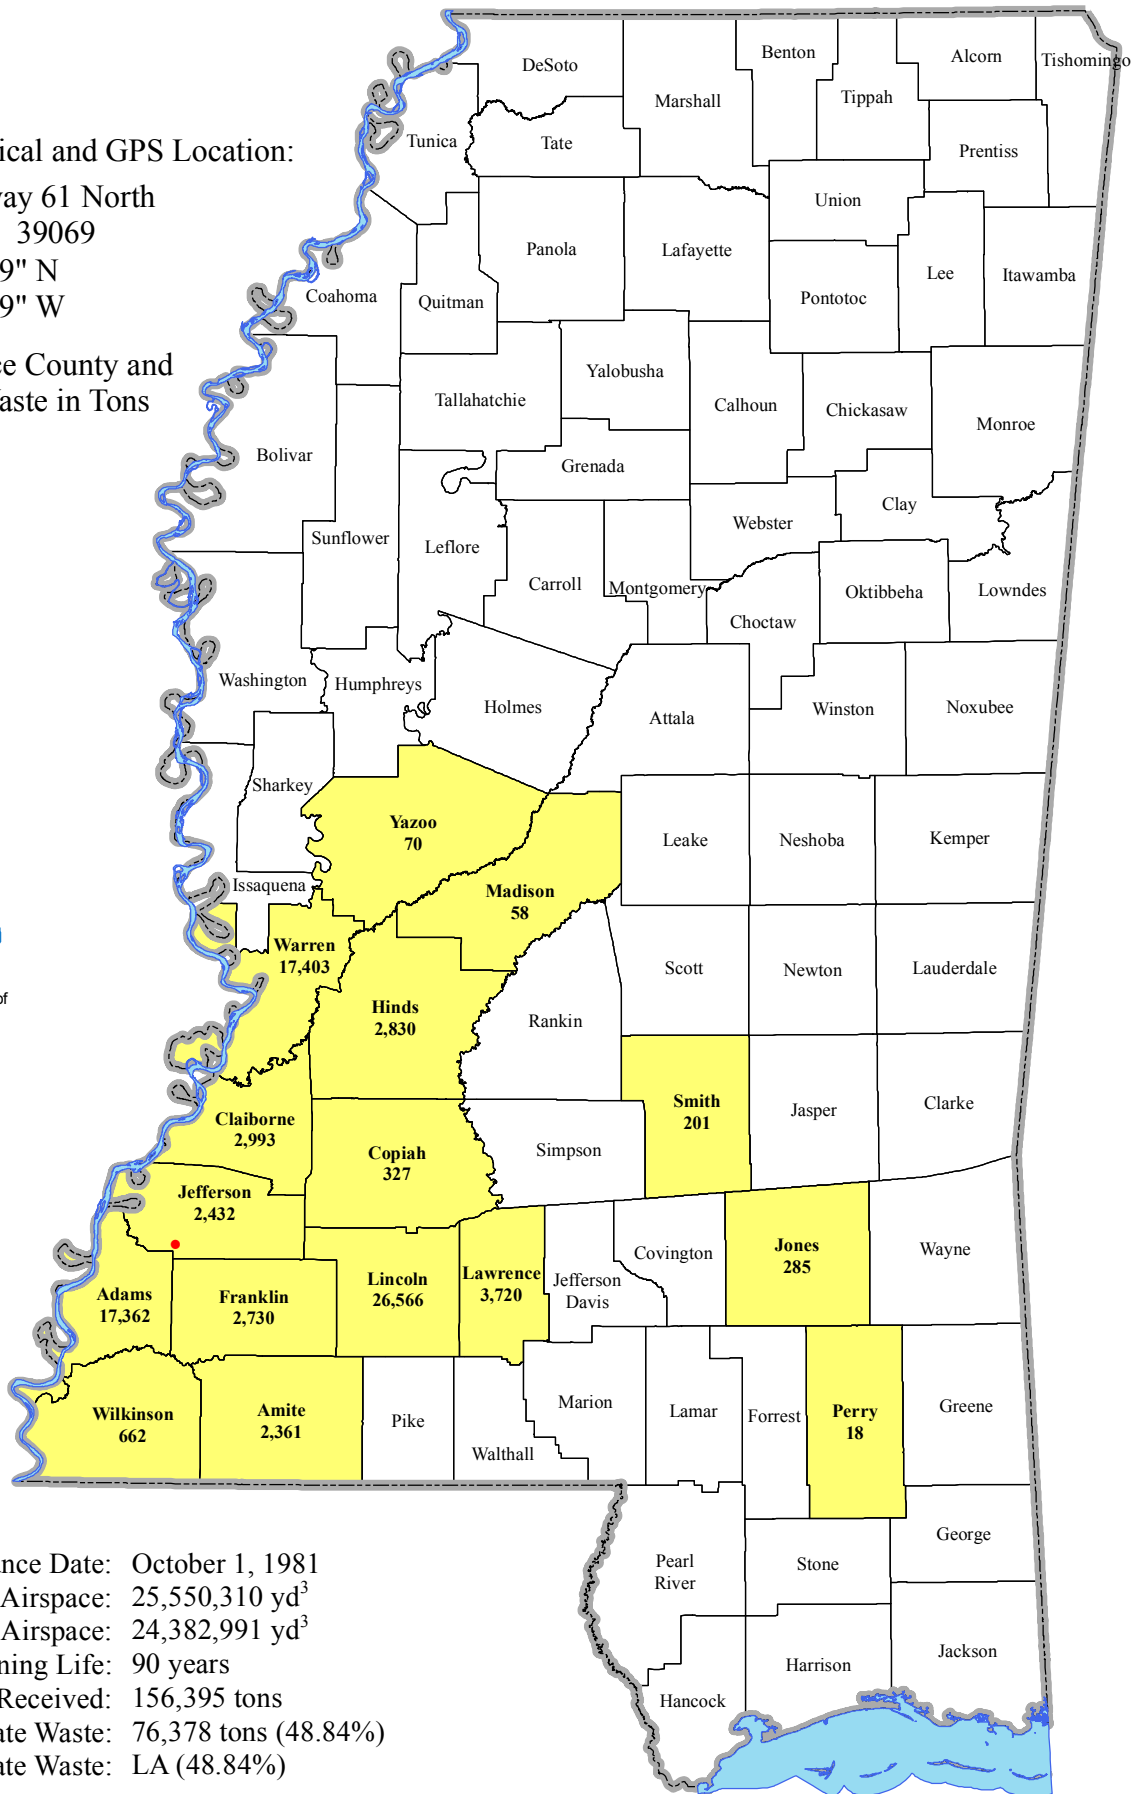 DeSoto
Benton
Alcorn
Tishomingo
Marshall
Tippah
Tunica
Tate
Prentiss
ical and GPS Location:
ay 61 North
39069
9" N
9" W
Union
Panola
Lafayette
Lee
Itawamba
Coahoma
Quitman
Pontotoc
ce County and
Waste in Tons
Yalobusha
Tallahatchie
Calhoun
Chickasaw
Monroe
Bolivar
Grenada
Clay
Webster
Sunflower
Leflore
Carroll
Montgomery
Oktibbeha
Lowndes
Choctaw
Washington
Humphreys
Holmes
Attala
Winston
Noxubee
Sharkey
Yazoo
70
Leake
Neshoba
Kemper
Issaquena
Madison
58
Warren
17,403
Scott
Newton
Lauderdale
of
Hinds
2,830
Rankin
Smith
201
Jasper
Clarke
Claiborne
2,993
Copiah
327
Simpson
Jefferson
2,432
Jones
285
Wayne
Covington
Adams
17,362
Franklin
2,730
Lincoln
26,566
Lawrence
3,720
Jefferson
Davis
Wilkinson
662
Amite
2,361
Pike
Walthall
Marion
Lamar
Forrest
Perry
18
Greene
George
Pearl
River
Stone
Harrison
Jackson
Hancock
ance Date: October 1, 1981
Airspace: 25,550,310 yd³
Airspace: 24,382,991 yd³
ning Life: 90 years
Received: 156,395 tons
ate Waste: 76,378 tons (48.84%)
ate Waste: LA (48.84%)